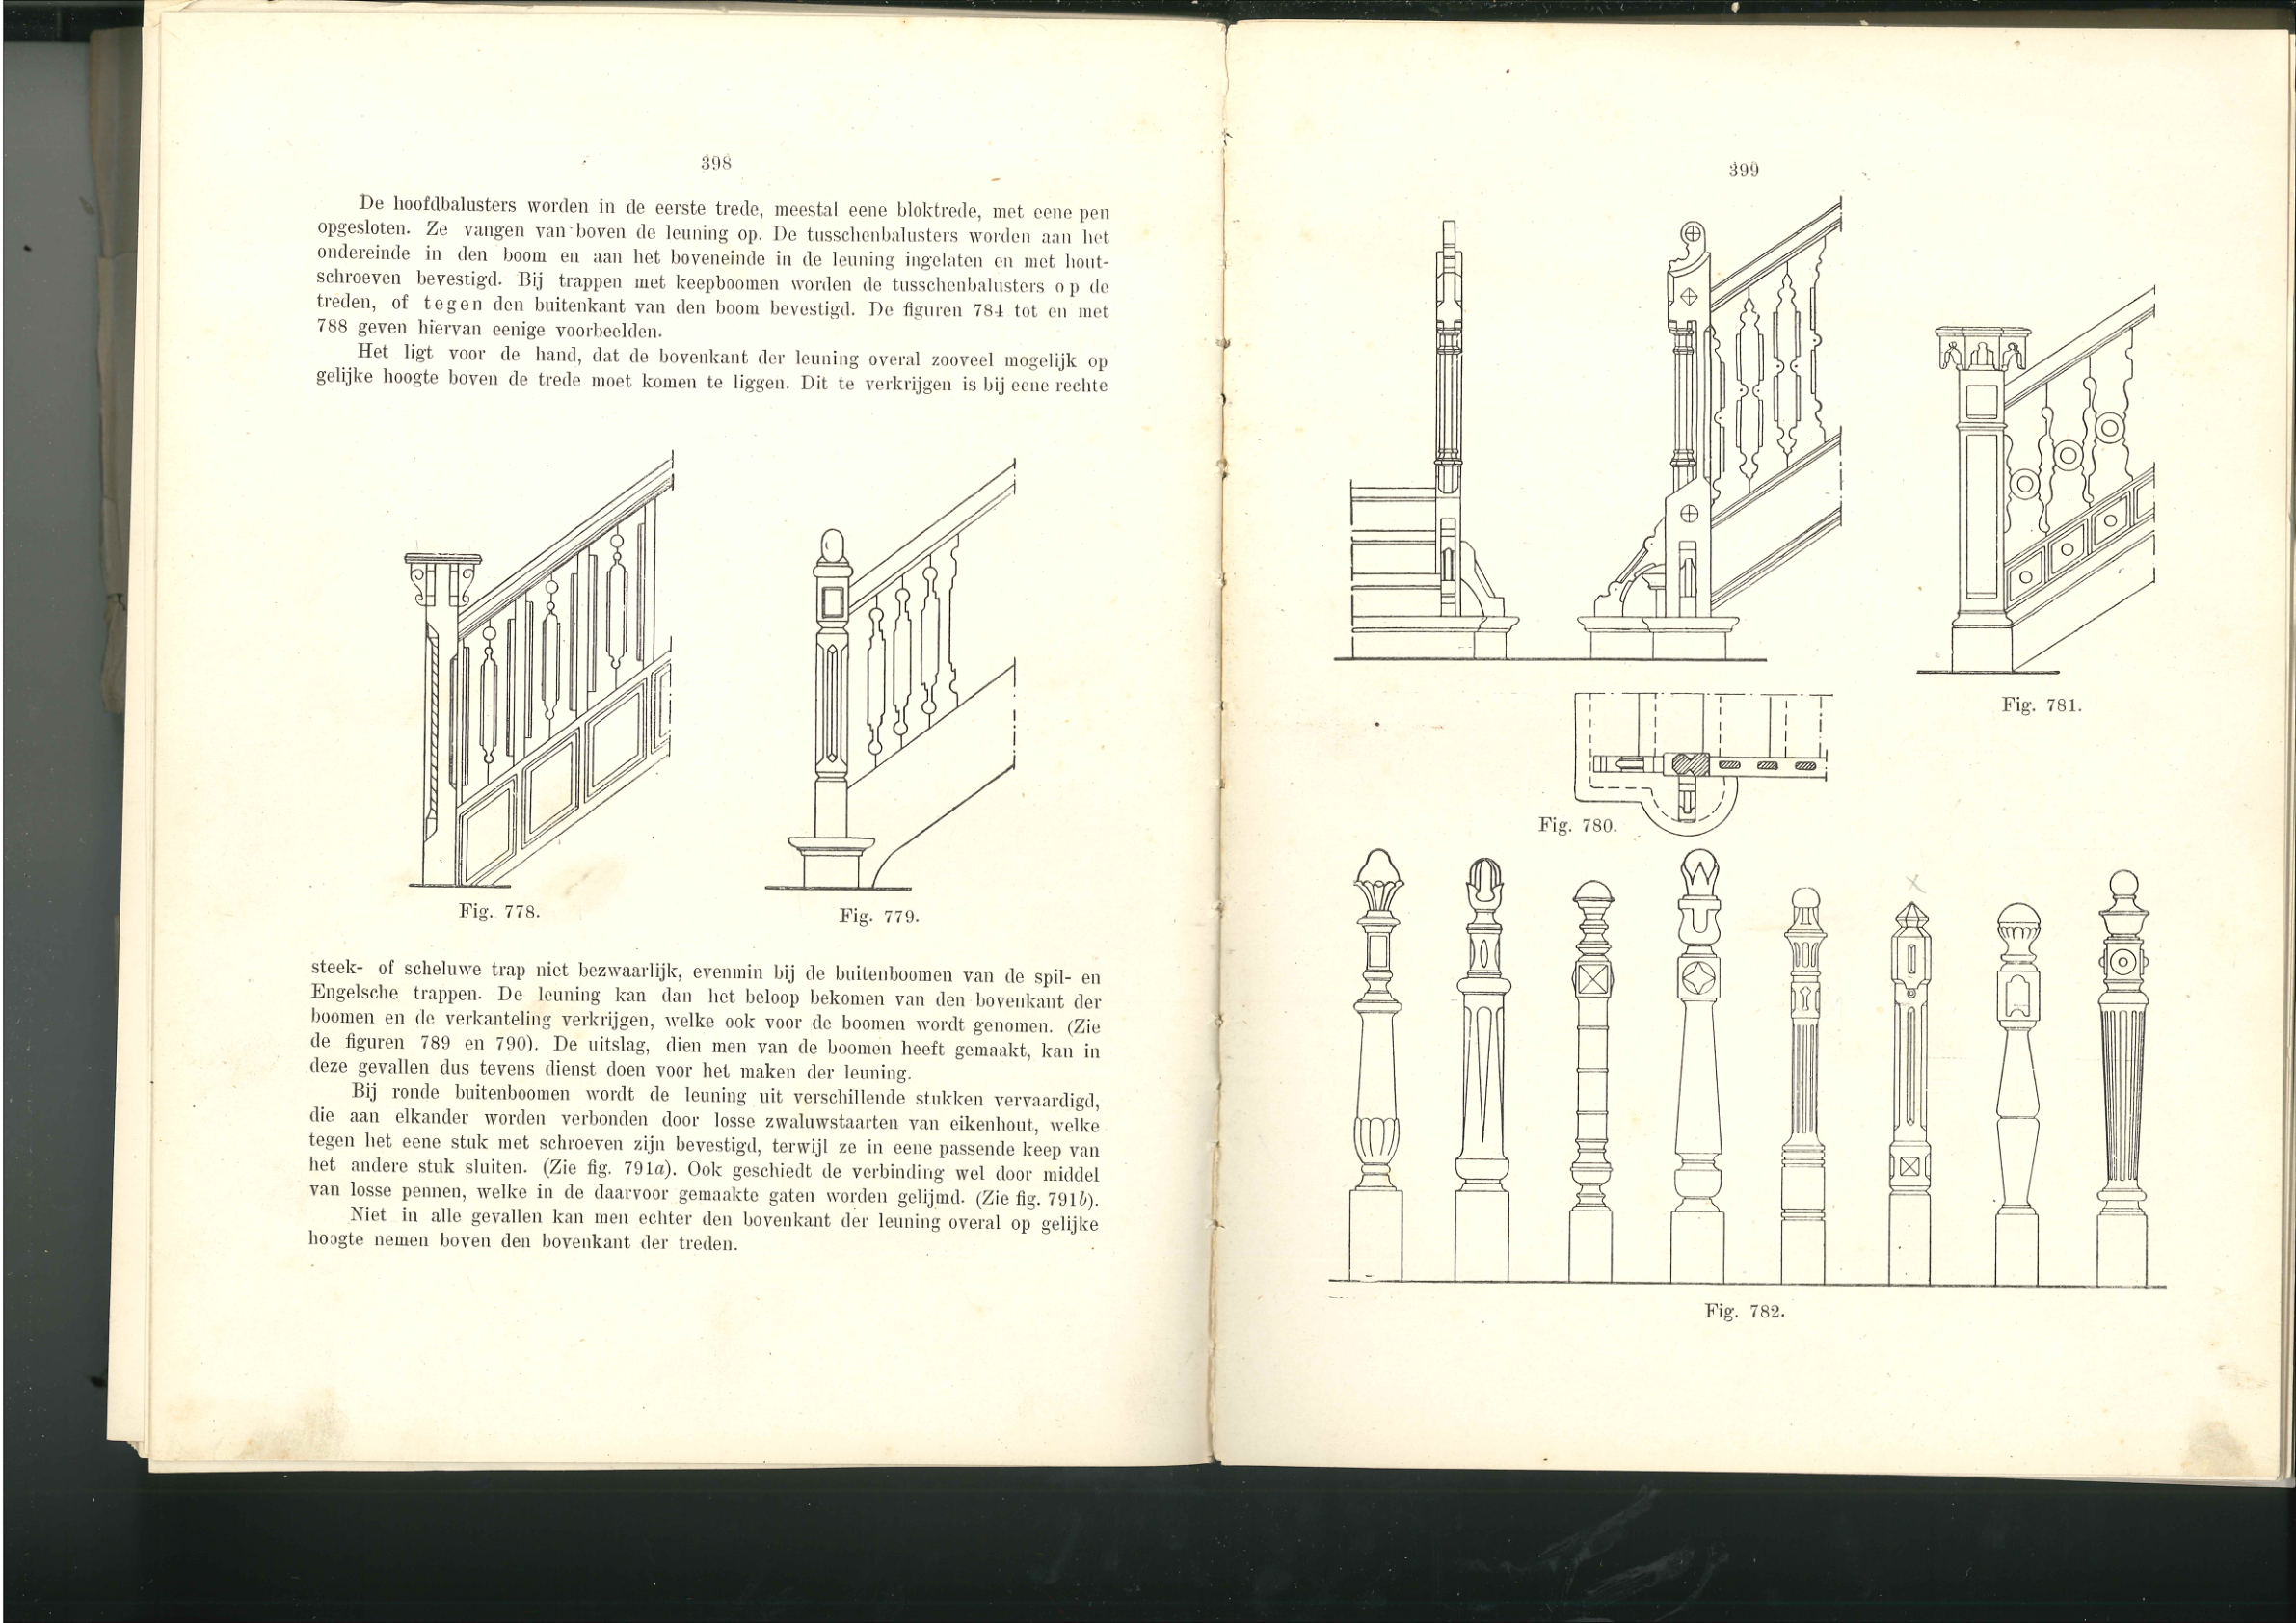 398
De hoofdbalusters worden in de eerste trede, meestal eene bloktrede, met eene pen
opgesloten. Ze vangen van boven de leuning op. De tusschenbalusters worden aan het
ondereinde in den boom en aan het boveneinde in de leuning ingelaten en met hout-
schroeven bevestigd. Bij trappen met keepboomen worden de tusschenbalusters op de
treden, of tegen den buitenkant van den boom bevestigd. De figuren 784 tot en met
788 geven hiervan eenige voorbeelden.
Het ligt voor de hand, dat de bovenkant der leuning overal zooveel mogelijk op
gelijke hoogte boven de trede moet komen te liggen. Dit te verkrijgen is bij eene rechte
Fig. 778.
Fig. 779.
steek- of scheluwe trap niet bezwaarlijk, evenmin bij de buitenboomen van de spil- en
Engelsche trappen. De leuning kan dan het beloop bekomen van den bovenkant der
boomen en de verkanteling verkrijgen, welke ook voor de boomen wordt genomen. (Zie
de figuren 789 en 790). De uitslag, dien men van de boomen heeft gemaakt, kan in
deze gevallen dus tevens dienst doen voor het maken der leuning.
Bij ronde buitenboomen wordt de leuning uit verschillende stukken vervaardigd,
die aan elkander worden verbonden door losse zwaluwstaarten van eikenhout, welke
tegen het eene stuk met schroeven zijn bevestigd, terwijl ze in eene passende keep van
het andere stuk sluiten. (Zie fig. 791a). Ook geschiedt de verbinding wel door middel
van losse pennen, welke in de daarvoor gemaakte gaten worden gelijmd. (Zie fig. 791b).
Niet in alle gevallen kan men echter den bovenkant der leuning overal op gelijke
hoogte nemen boven den bovenkant der treden.
399
Fig. 781.
Fig. 780.
Fig. 782.